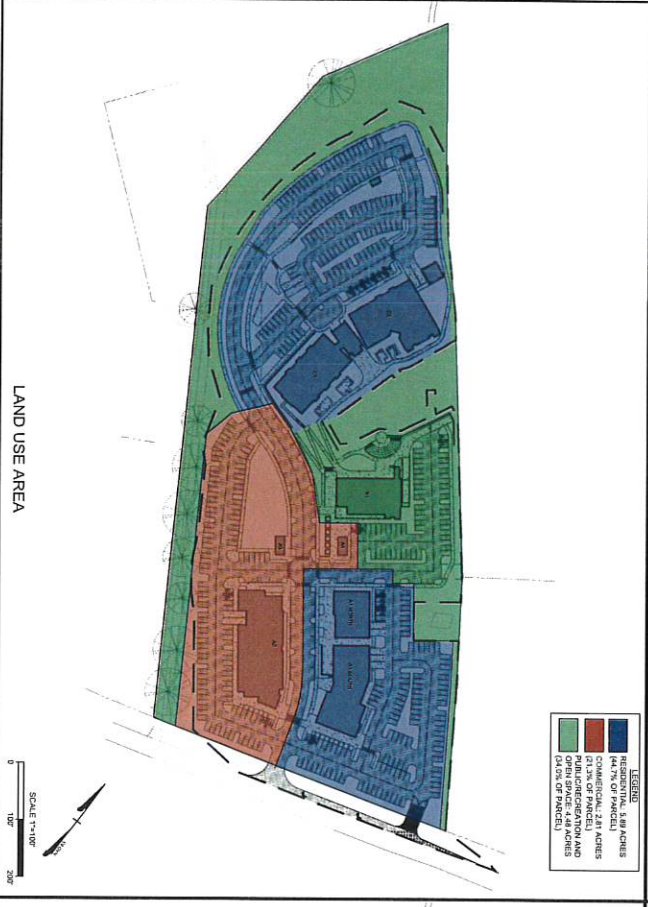 LEGEND
RESIDENTIAL: 5.89 ACRES
(44.7% OF PARCEL)
COMMERCIAL: 2.81 ACRES
(21.3% OF PARCEL)
PUBLIC/RECREATION AND
OPEN SPACE: 4.48 ACRES
(34.0% OF PARCEL)
LAND USE AREA
SCALE 1"=100'
0
100'
200'